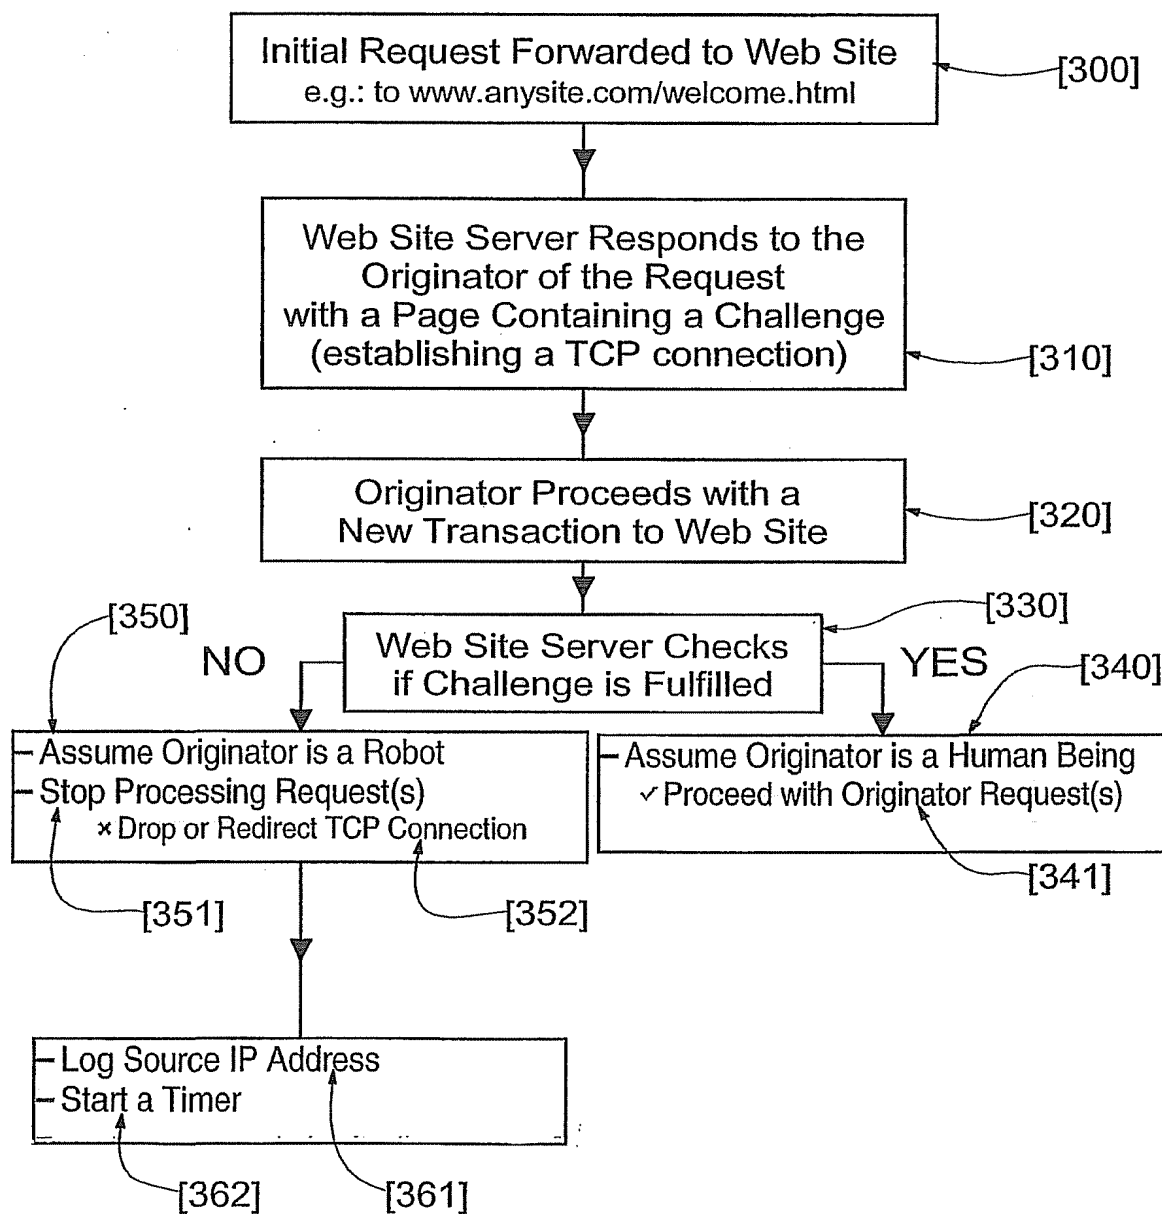 Initial Request Forwarded to Web Site
e.g.: to www.anysite.com/welcome.html
[300]
Web Site Server Responds to the
Originator of the Request
with a Page Containing a Challenge
(establishing a TCP connection)
[310]
Originator Proceeds with a
New Transaction to Web Site
[320]
[330]
Web Site Server Checks
if Challenge is Fulfilled
[350]
NO
YES
[340]
– Assume Originator is a Robot
– Stop Processing Request(s)
× Drop or Redirect TCP Connection
[351]
[352]
– Assume Originator is a Human Being
✓ Proceed with Originator Request(s)
[341]
– Log Source IP Address
– Start a Timer
[362]
[361]